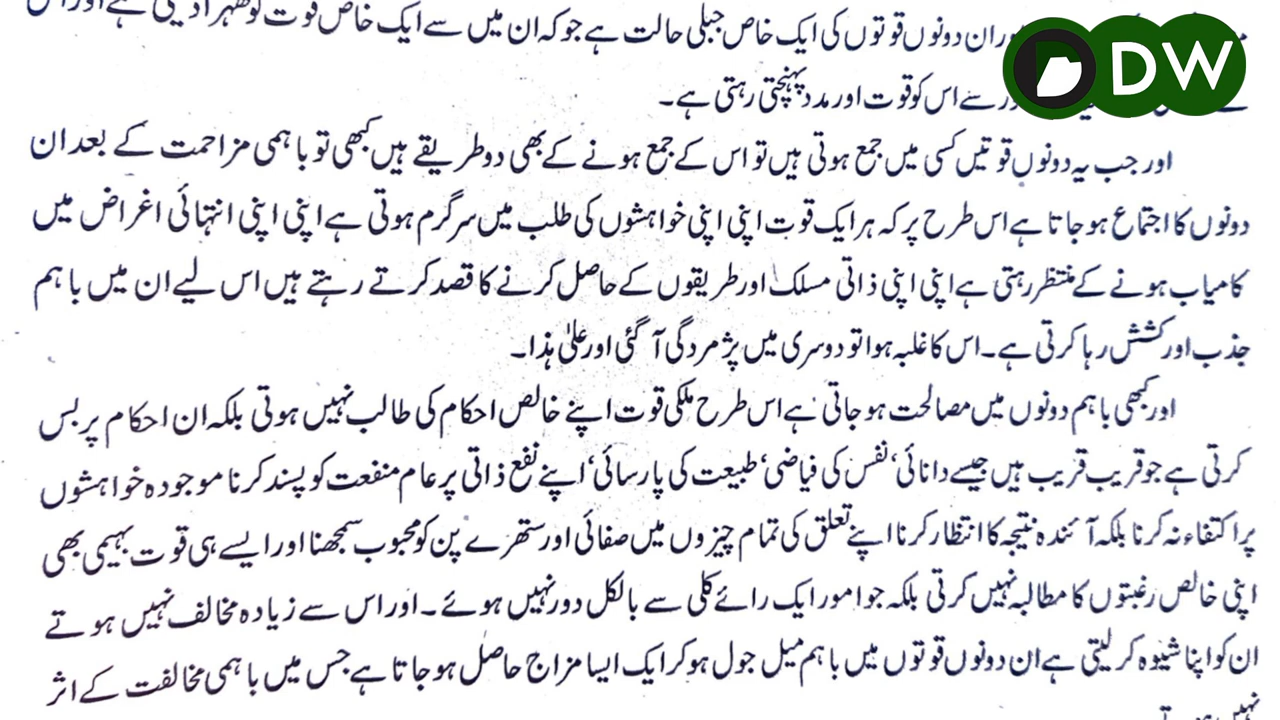 DW
وران دونوں قوتوں کی ایک خاص جبلی حالت ہے جو کہ ان میں سے ایک خاص قوت کو ٹھہرا دیتی ہے اور اس
سے اس کو قوت اور مدد پہنچتی رہتی ہے۔
اور جب یہ دونوں قوتیں کسی میں جمع ہوتی ہیں تو اس کے جمع ہونے کے بھی دو طریقے ہیں کبھی تو باہمی مزاحمت کے بعد ان
دونوں کا اجتماع ہو جاتا ہے اس طرح پر کہ ہر ایک قوت اپنی اپنی خواہشوں کی طلب میں سرگرم ہوتی ہے اپنی اپنی انتہائی اغراض میں
کامیاب ہونے کے منتظر رہتی ہے اپنی اپنی ذاتی مسلک اور طریقوں کے حاصل کرنے کا قصد کرتے رہتے ہیں اس لیے ان میں باہم
جذب اور کشش رہا کرتی ہے۔ اس کا غلبہ ہوا تو دوسری میں پژمردگی آ گئی اور علیٰ ہذا۔
اور کبھی باہم دونوں میں مصالحت ہو جاتی ہے اس طرح ملکی قوت اپنے خالص احکام کی طالب نہیں ہوتی بلکہ ان احکام پر بس
کرتی ہے جو قریب قریب ہیں جیسے دانائی‘ نفس کی فیاضی‘ طبیعت کی پارسائی‘ اپنے نفع ذاتی پر عام منفعت کو پسند کرنا موجودہ خواہشوں
پر اکتفاء نہ کرنا بلکہ آئندہ نتیجہ کا انتظار کرنا اپنے تعلق کی تمام چیزوں میں صفائی اور ستھرے پن کو محبوب سمجھنا اور ایسے ہی قوت بہیمی بھی
اپنی خالص رغبتوں کا مطالبہ نہیں کرتی بلکہ جو امور ایک رائے کلی سے بالکل دور نہیں ہوئے۔ اور اس سے زیادہ مخالف نہیں ہوتے
ان کو اپنا شیوہ کر لیتی ہے ان دونوں قوتوں میں باہم میل جول ہو کر ایک ایسا مزاج حاصل ہو جاتا ہے جس میں باہمی مخالفت کے اثر